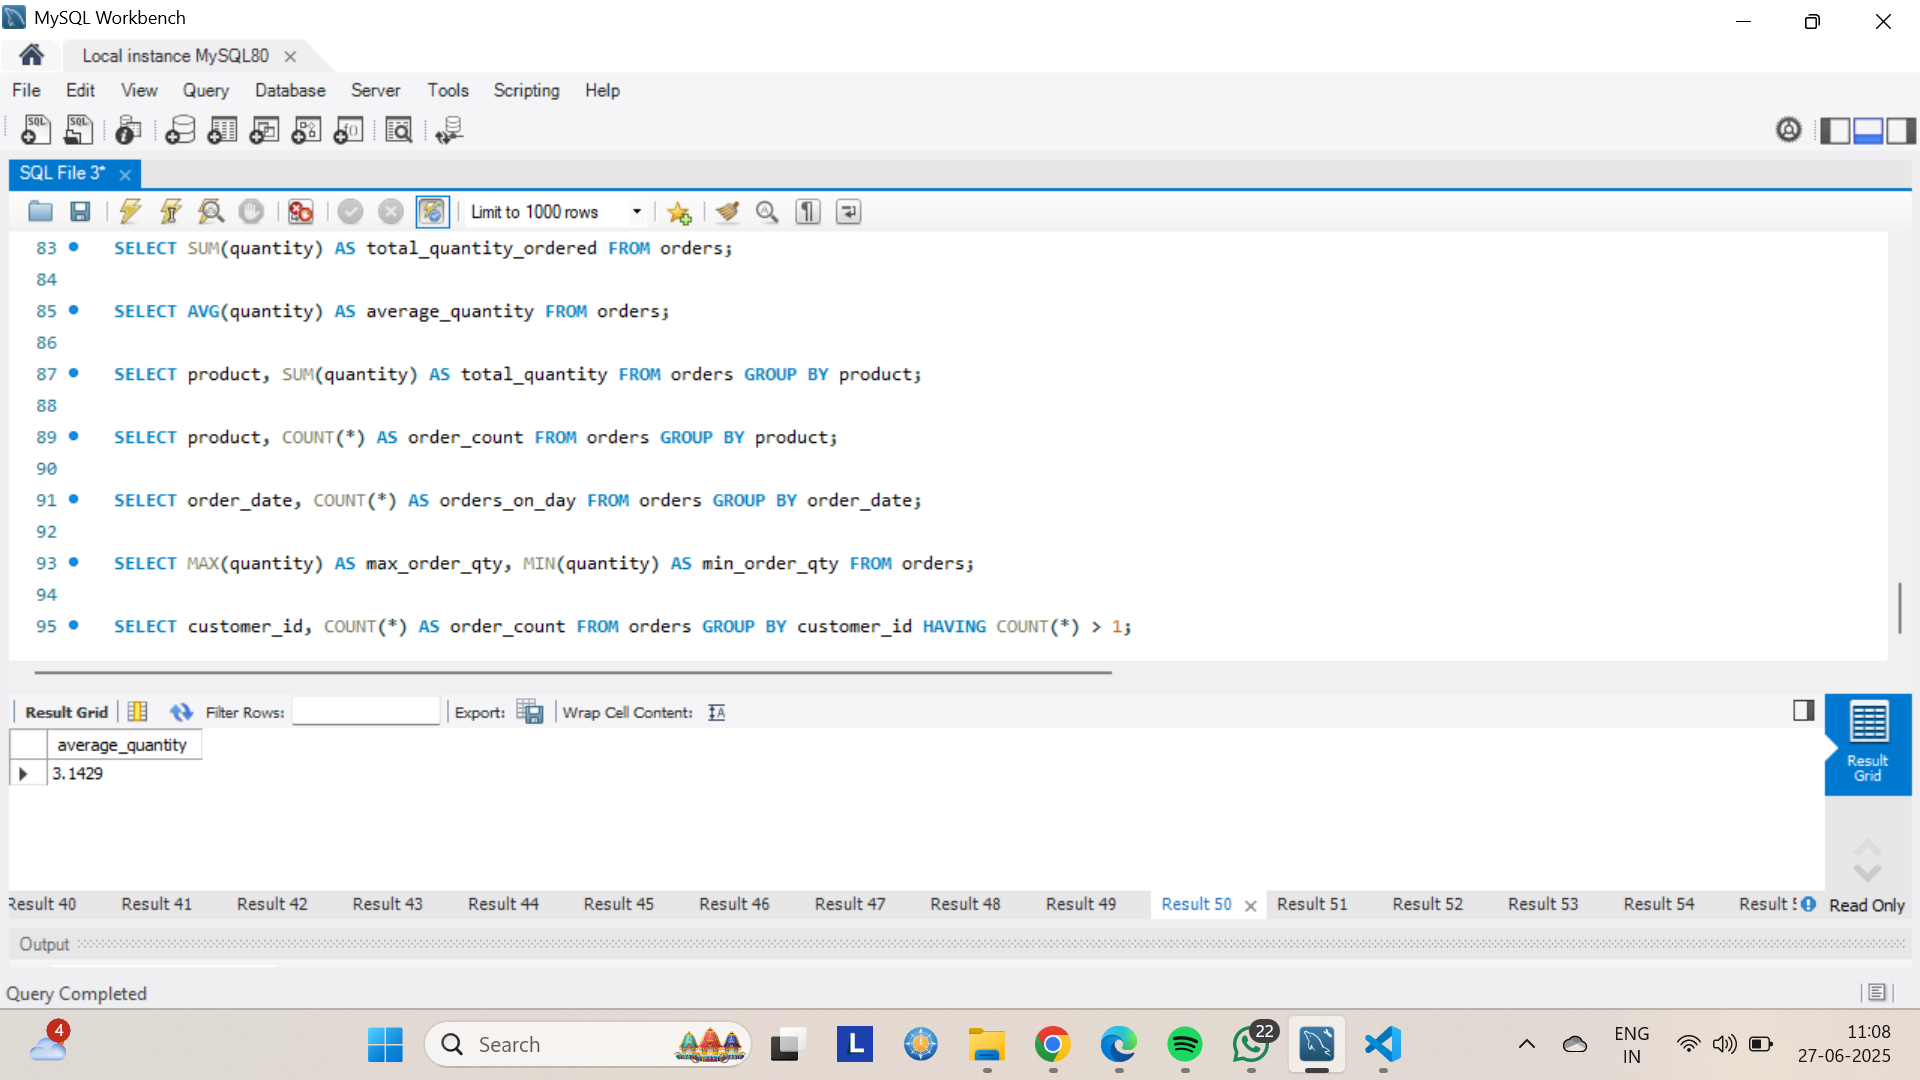 MySQL Workbench
Local instance MySQL80
File Edit View Query Database Server Tools Scripting Help
SQL File 3*
Limit to 1000 rows
83 SELECT SUM(quantity) AS total_quantity_ordered FROM orders;
84
85 SELECT AVG(quantity) AS average_quantity FROM orders;
86
87 SELECT product, SUM(quantity) AS total_quantity FROM orders GROUP BY product;
88
89 SELECT product, COUNT(*) AS order_count FROM orders GROUP BY product;
90
91 SELECT order_date, COUNT(*) AS orders_on_day FROM orders GROUP BY order_date;
92
93 SELECT MAX(quantity) AS max_order_qty, MIN(quantity) AS min_order_qty FROM orders;
94
95 SELECT customer_id, COUNT(*) AS order_count FROM orders GROUP BY customer_id HAVING COUNT(*) > 1;
Result Grid Filter Rows: Export: Wrap Cell Content:
average_quantity
3.1429
Result
Grid
Result 40 Result 41 Result 42 Result 43 Result 44 Result 45 Result 46 Result 47 Result 48 Result 49 Result 50 Result 51 Result 52 Result 53 Result 54 Result Read Only
Output
Query Completed
4
Search
L
22
ENG
IN
11:08
27-06-2025